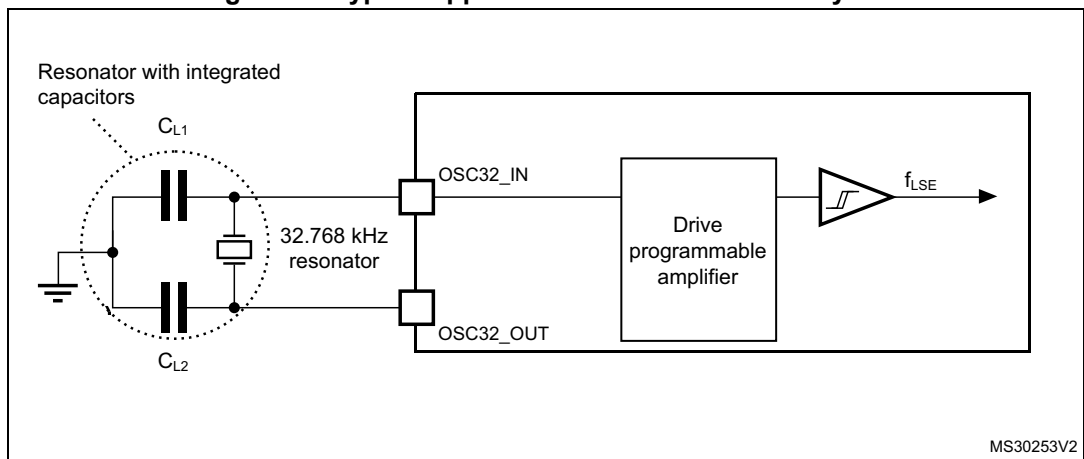 Resonator with integrated
capacitors
CL1
OSC32_IN
fLSE
32.768 kHz
resonator
Drive
programmable
amplifier
OSC32_OUT
CL2
MS30253V2